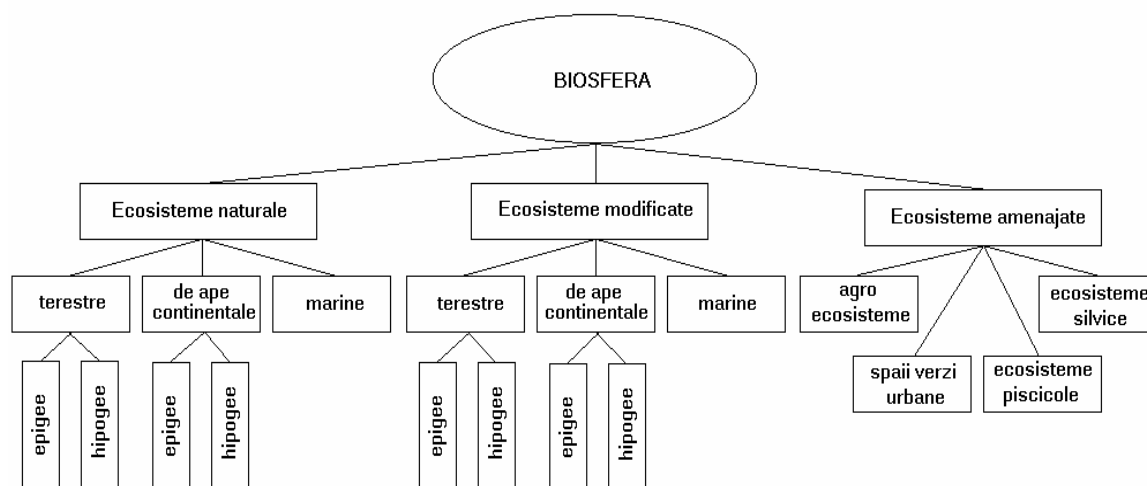 BIOSFERA
Ecosisteme naturale
Ecosisteme modificate
Ecosisteme amenajate
terestre
de ape
continentale
marine
terestre
de ape
continentale
marine
agro
ecosisteme
ecosisteme
silvice
spaii verzi
urbane
ecosisteme
piscicole
epigee
hipogee
epigee
hipogee
epigee
hipogee
epigee
hipogee